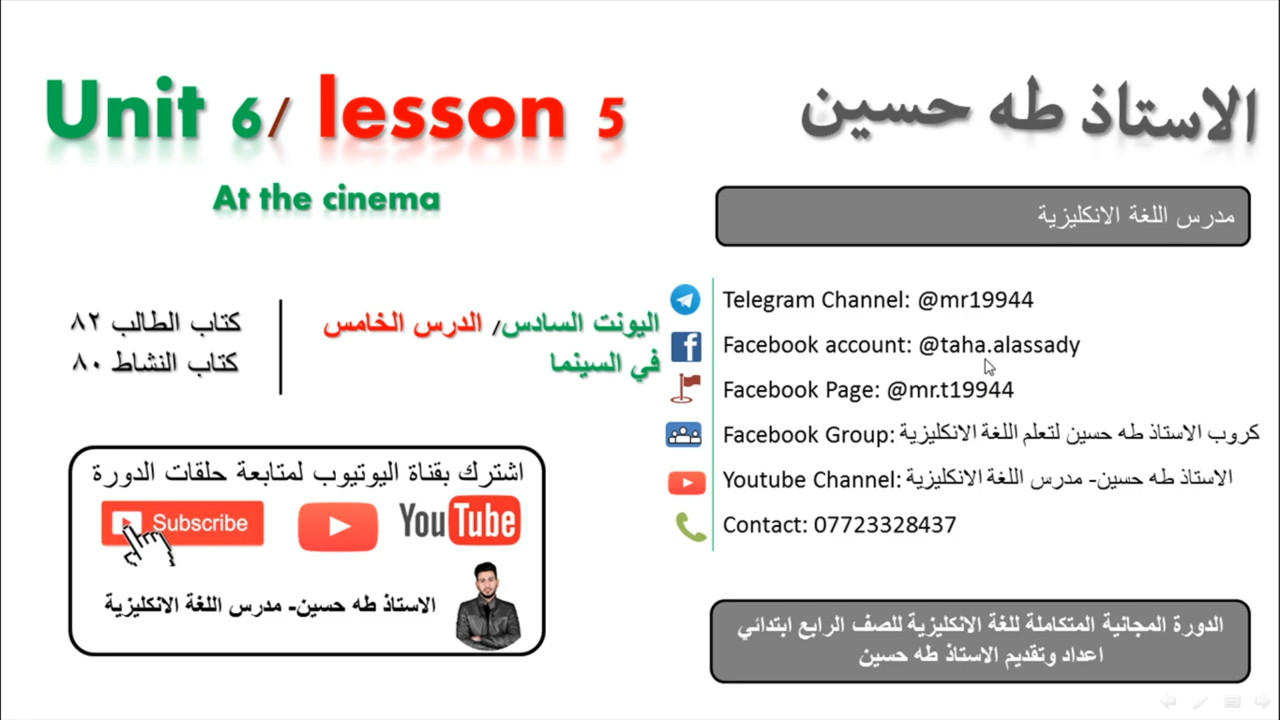 Unit 6/ lesson 5
At the cinema
اليونت السادس/ الدرس الخامس
في السينما
كتاب الطالب ٨٢
كتاب النشاط ٨٠
اشترك بقناة اليوتيوب لمتابعة حلقات الدورة
Subscribe
YouTube
الاستاذ طه حسين- مدرس اللغة الانكليزية
الاستاذ طه حسين
مدرس اللغة الانكليزية
Telegram Channel: @mr19944
Facebook account: @taha.alassady
Facebook Page: @mr.t19944
Facebook Group: كروب الاستاذ طه حسين لتعلم اللغة الانكليزية
Youtube Channel: الاستاذ طه حسين- مدرس اللغة الانكليزية
Contact: 07723328437
الدورة المجانية المتكاملة للغة الانكليزية للصف الرابع ابتدائي
اعداد وتقديم الاستاذ طه حسين